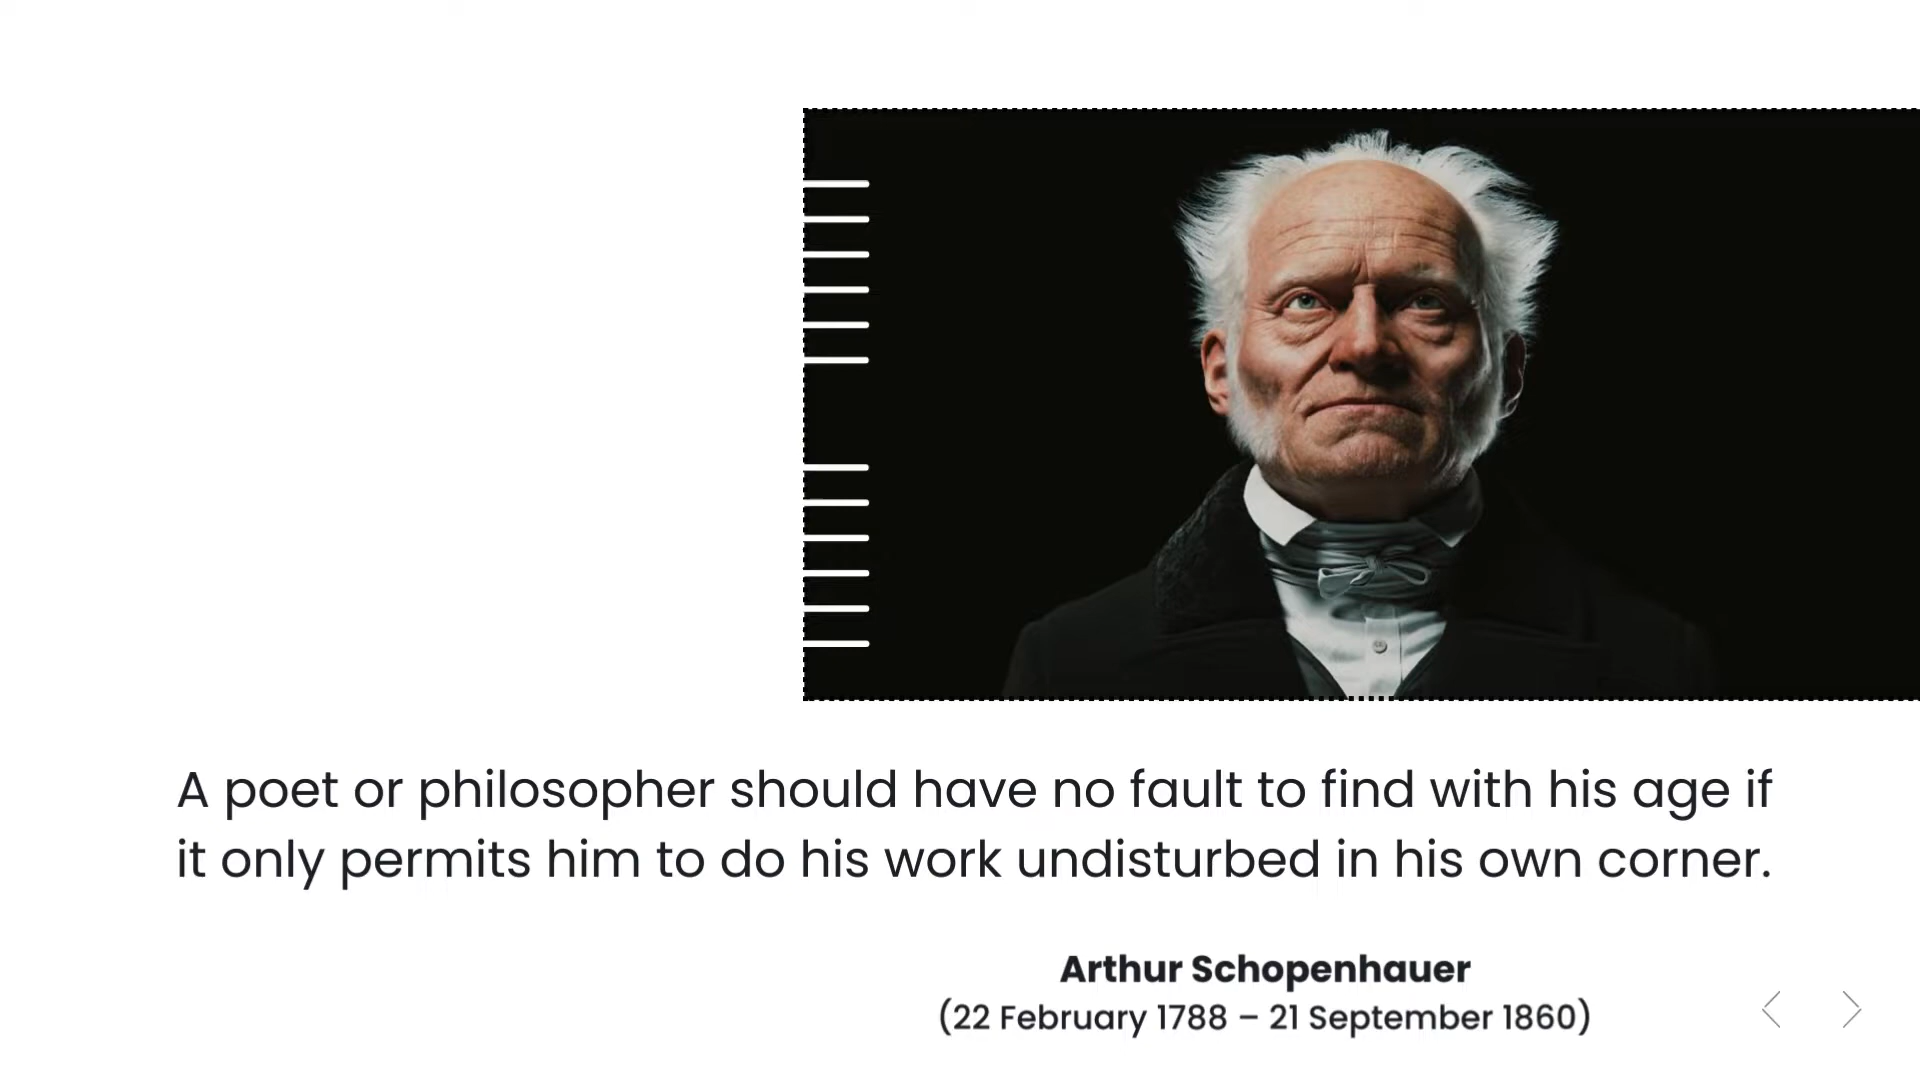 A poet or philosopher should have no fault to find with his age if
it only permits him to do his work undisturbed in his own corner.
Arthur Schopenhauer
(22 February 1788 – 21 September 1860)